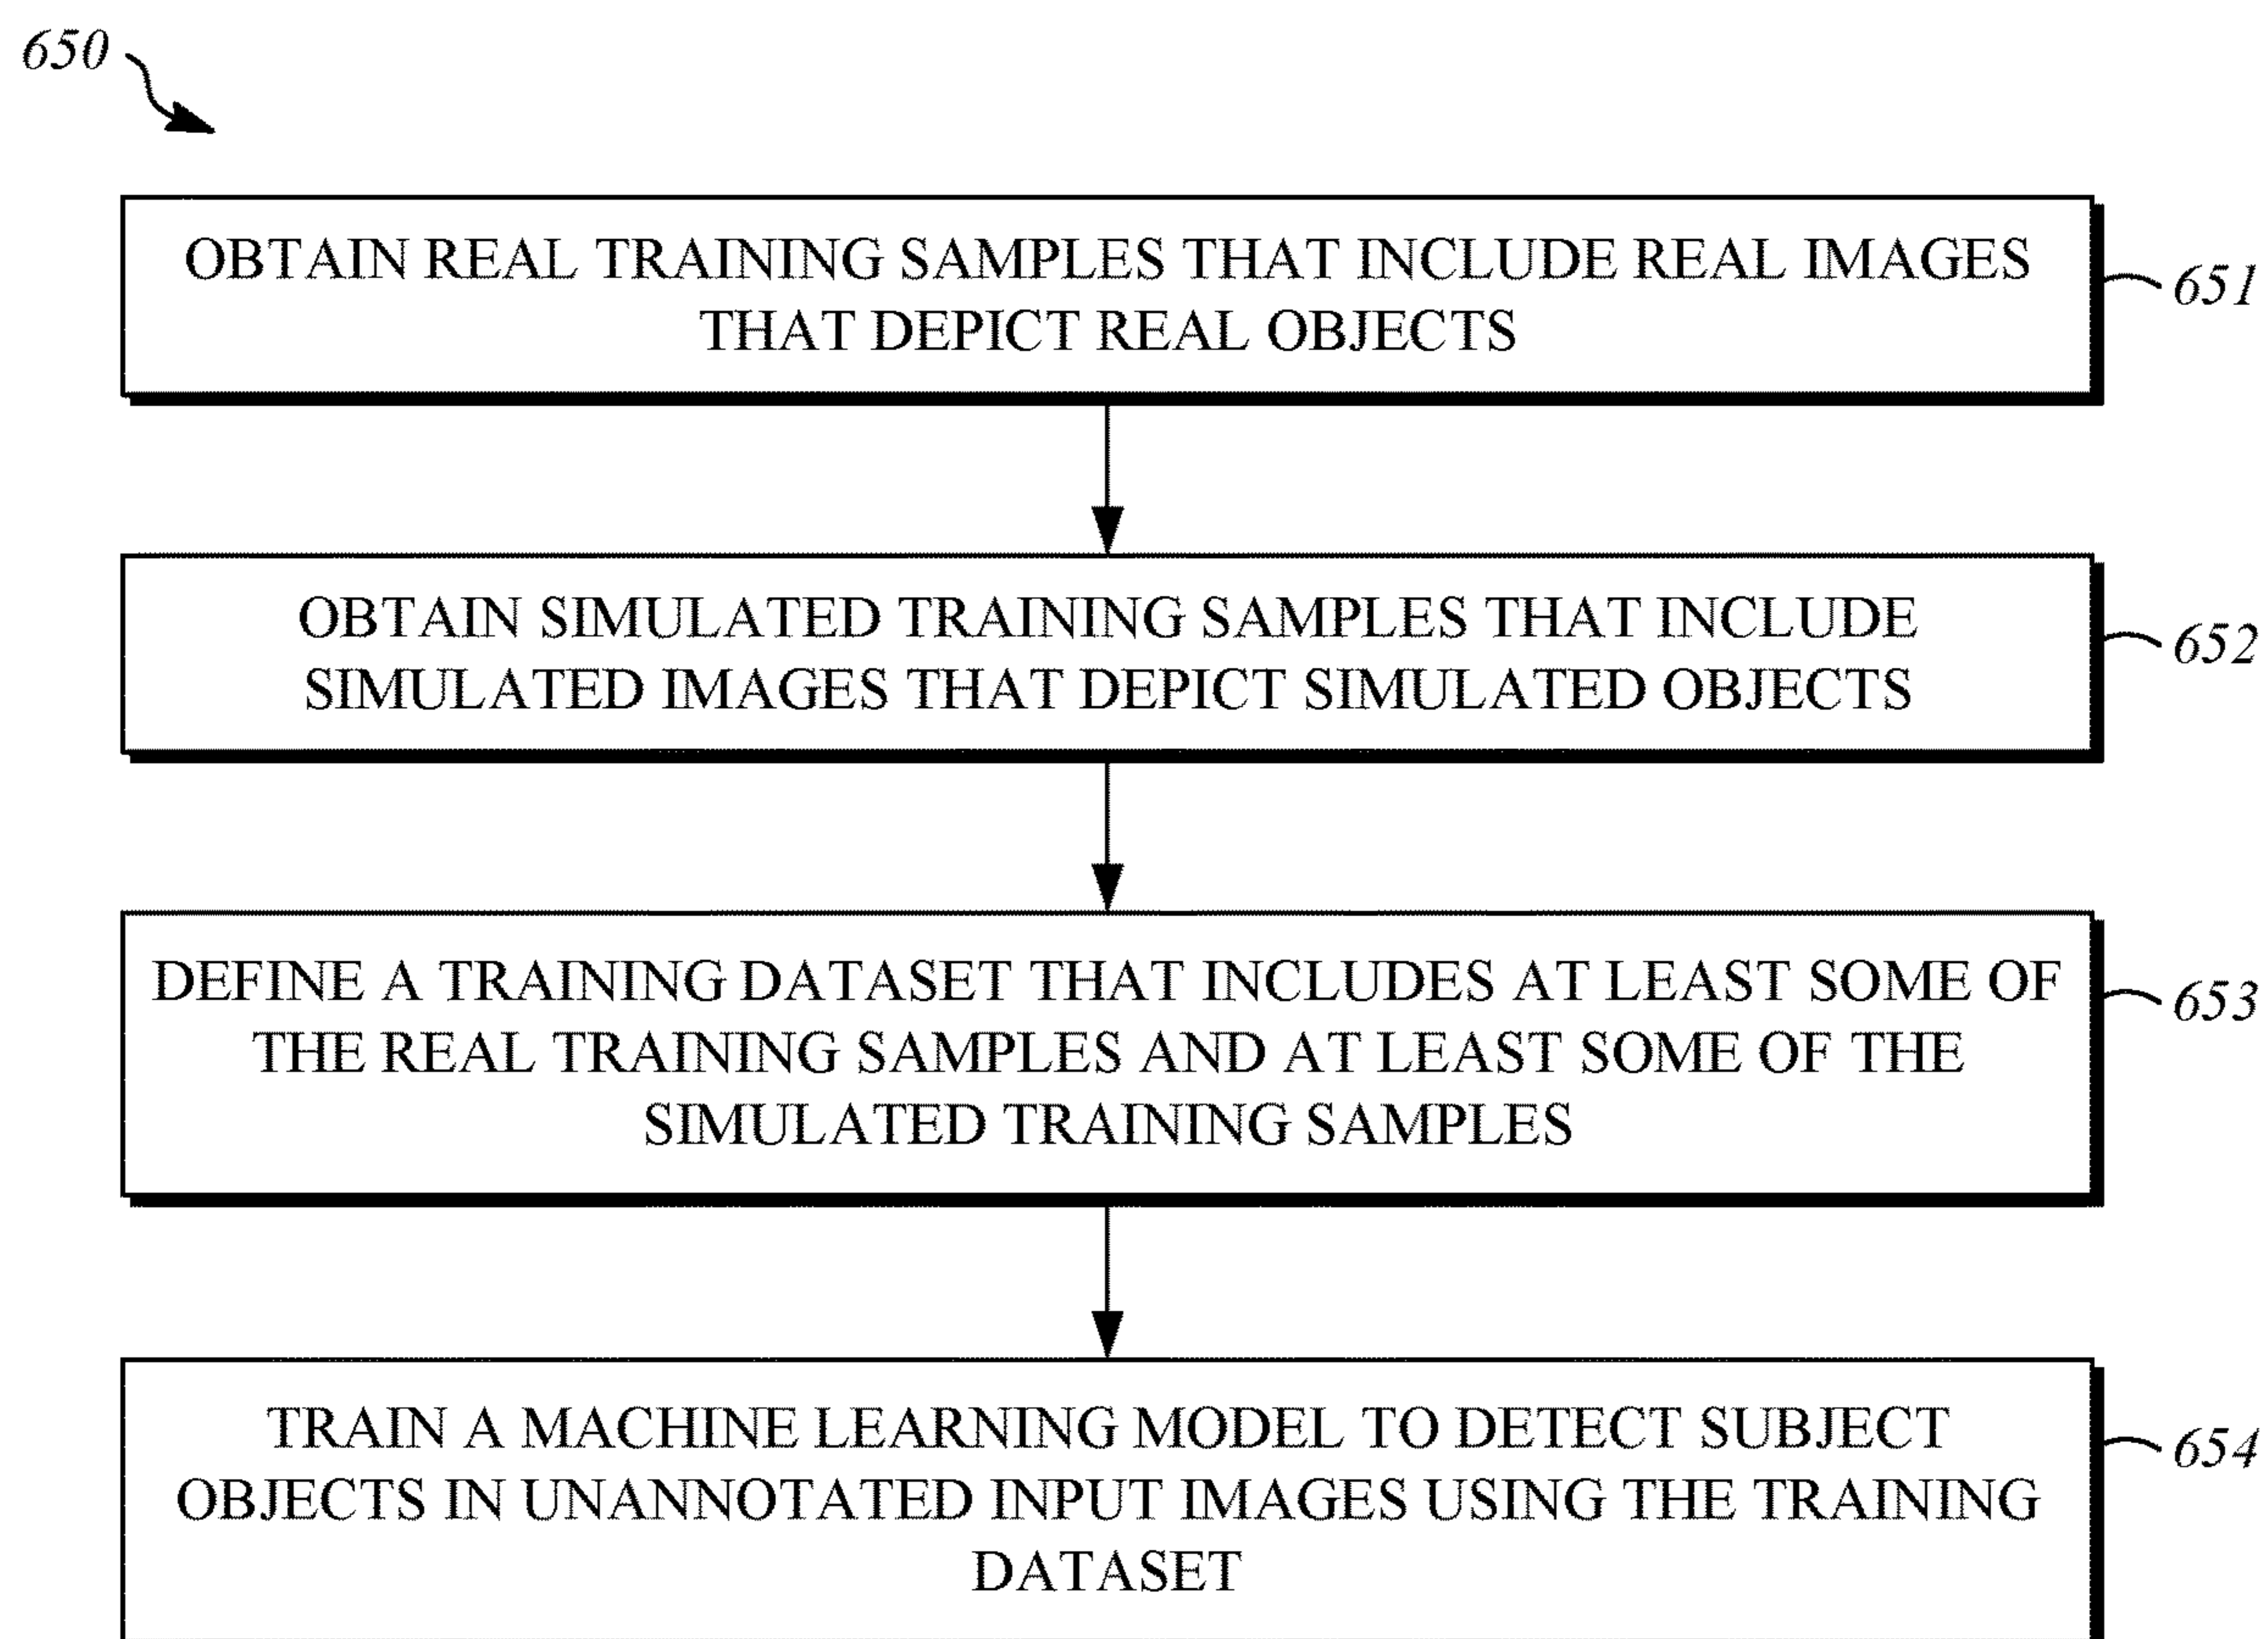 650
OBTAIN REAL TRAINING SAMPLES THAT INCLUDE REAL IMAGES
THAT DEPICT REAL OBJECTS
651
OBTAIN SIMULATED TRAINING SAMPLES THAT INCLUDE
SIMULATED IMAGES THAT DEPICT SIMULATED OBJECTS
652
DEFINE A TRAINING DATASET THAT INCLUDES AT LEAST SOME OF
THE REAL TRAINING SAMPLES AND AT LEAST SOME OF THE
SIMULATED TRAINING SAMPLES
653
TRAIN A MACHINE LEARNING MODEL TO DETECT SUBJECT
OBJECTS IN UNANNOTATED INPUT IMAGES USING THE TRAINING
DATASET
654